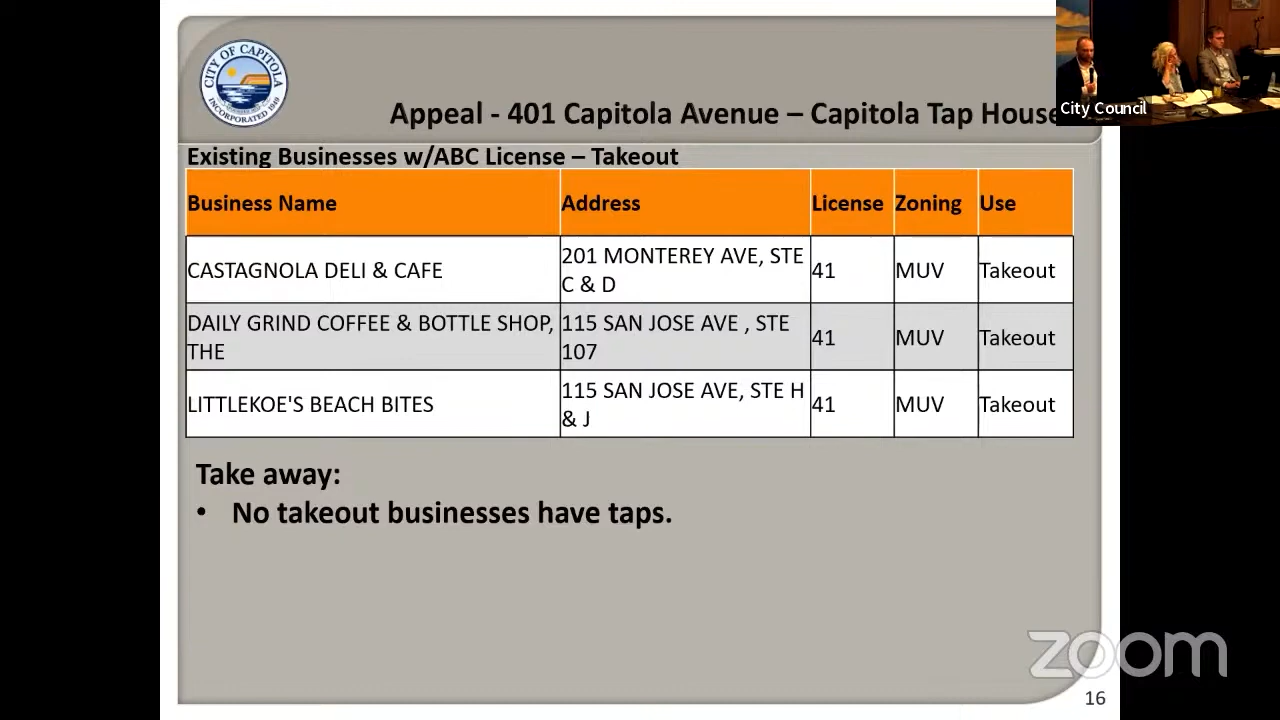 CITY OF CAPITOLA
INCORPORATED 1949
Appeal - 401 Capitola Avenue – Capitola Tap House
City Council
Existing Businesses w/ABC License – Takeout
Business Name Address License Zoning Use
CASTAGNOLA DELI & CAFE 201 MONTEREY AVE, STE C & D 41 MUV Takeout
DAILY GRIND COFFEE & BOTTLE SHOP, THE 115 SAN JOSE AVE , STE 107 41 MUV Takeout
LITTLEKOE'S BEACH BITES 115 SAN JOSE AVE, STE H & J 41 MUV Takeout
Take away:
• No takeout businesses have taps.
zoom
16